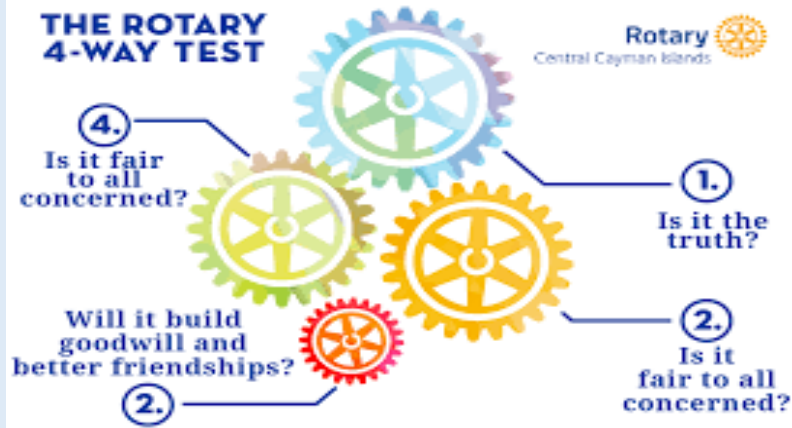 THE ROTARY
4-WAY TEST
Rotary
Central Cayman Islands
4.
Is it fair
to all
concerned?
1.
Is it the
truth?
2.
Is it
fair to all
concerned?
Will it build
goodwill and
better friendships?
2.